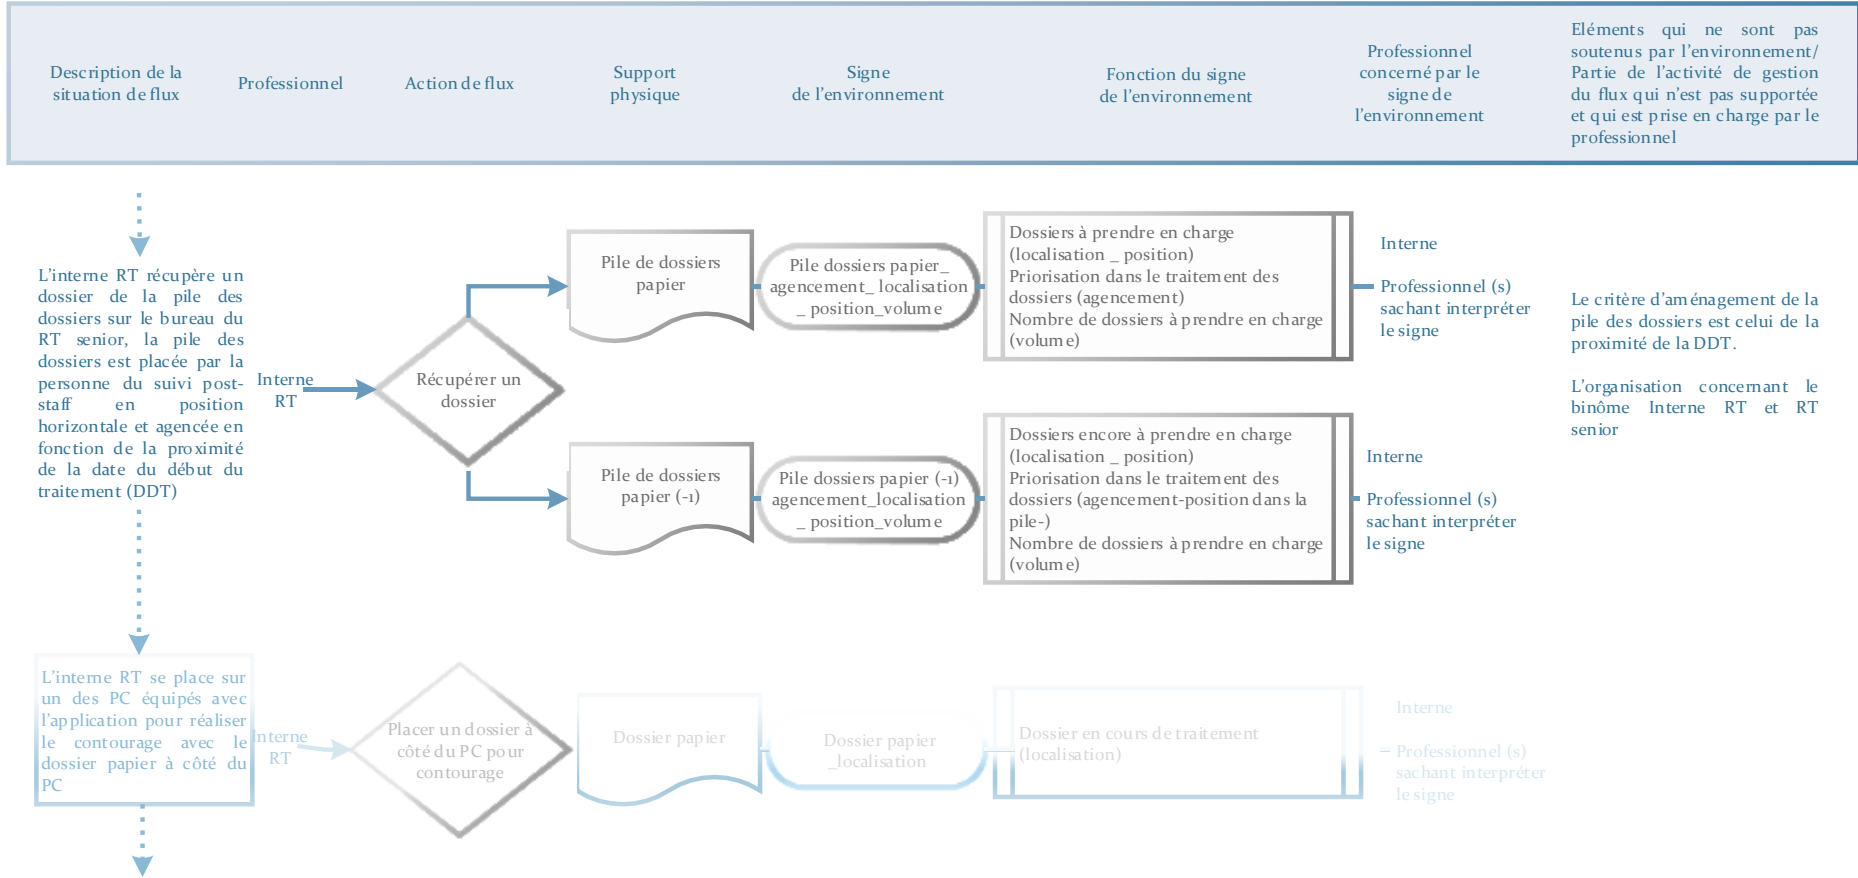 Description de la
situation de flux
Professionnel
Action de flux
Support
physique
Signe
de l'environnement
Fonction du signe
de l'environnement
Professionnel
concerné par le
signe de
l'environnement
Eléments qui ne sont pas
soutenus par l'environnement/
Partie de l'activité de gestion
du flux qui n'est pas supportée
et qui est prise en charge par le
professionnel
L'interne RT récupère un
dossier de la pile des
dossiers sur le bureau du
RT senior, la pile des
dossiers est placée par la
personne du suivi post-
staff en position
horizontale et agencée en
fonction de la proximité
de la date du début du
traitement (DDT)
Interne
RT
Récupérer un
dossier
Pile de dossiers
papier
Pile dossiers papier_
agencement_ localisation
_ position_volume
Dossiers à prendre en charge
(localisation _ position)
Priorisation dans le traitement des
dossiers (agencement)
Nombre de dossiers à prendre en charge
(volume)
Interne
Professionnel (s)
sachant interpréter
le signe
Pile de dossiers
papier (-1)
Pile dossiers papier (-1)
agencement_localisation
_ position_volume
Dossiers encore à prendre en charge
(localisation _ position)
Priorisation dans le traitement des
dossiers (agencement-position dans la
pile-)
Nombre de dossiers à prendre en charge
(volume)
Interne
Professionnel (s)
sachant interpréter
le signe
Le critère d'aménagement de la
pile des dossiers est celui de la
proximité de la DDT.
L'organisation concernant le
binôme Interne RT et RT
senior
L'interne RT se place sur
un des PC équipés avec
l'application pour réaliser
le contourage avec le
dossier papier à côté du
PC
Interne
RT
Placer un dossier à
côté du PC pour
contourage
Dossier papier
Dossier papier
_localisation
Dossier en cours de traitement
(localisation)
Interne
Professionnel (s)
sachant interpréter
le signe